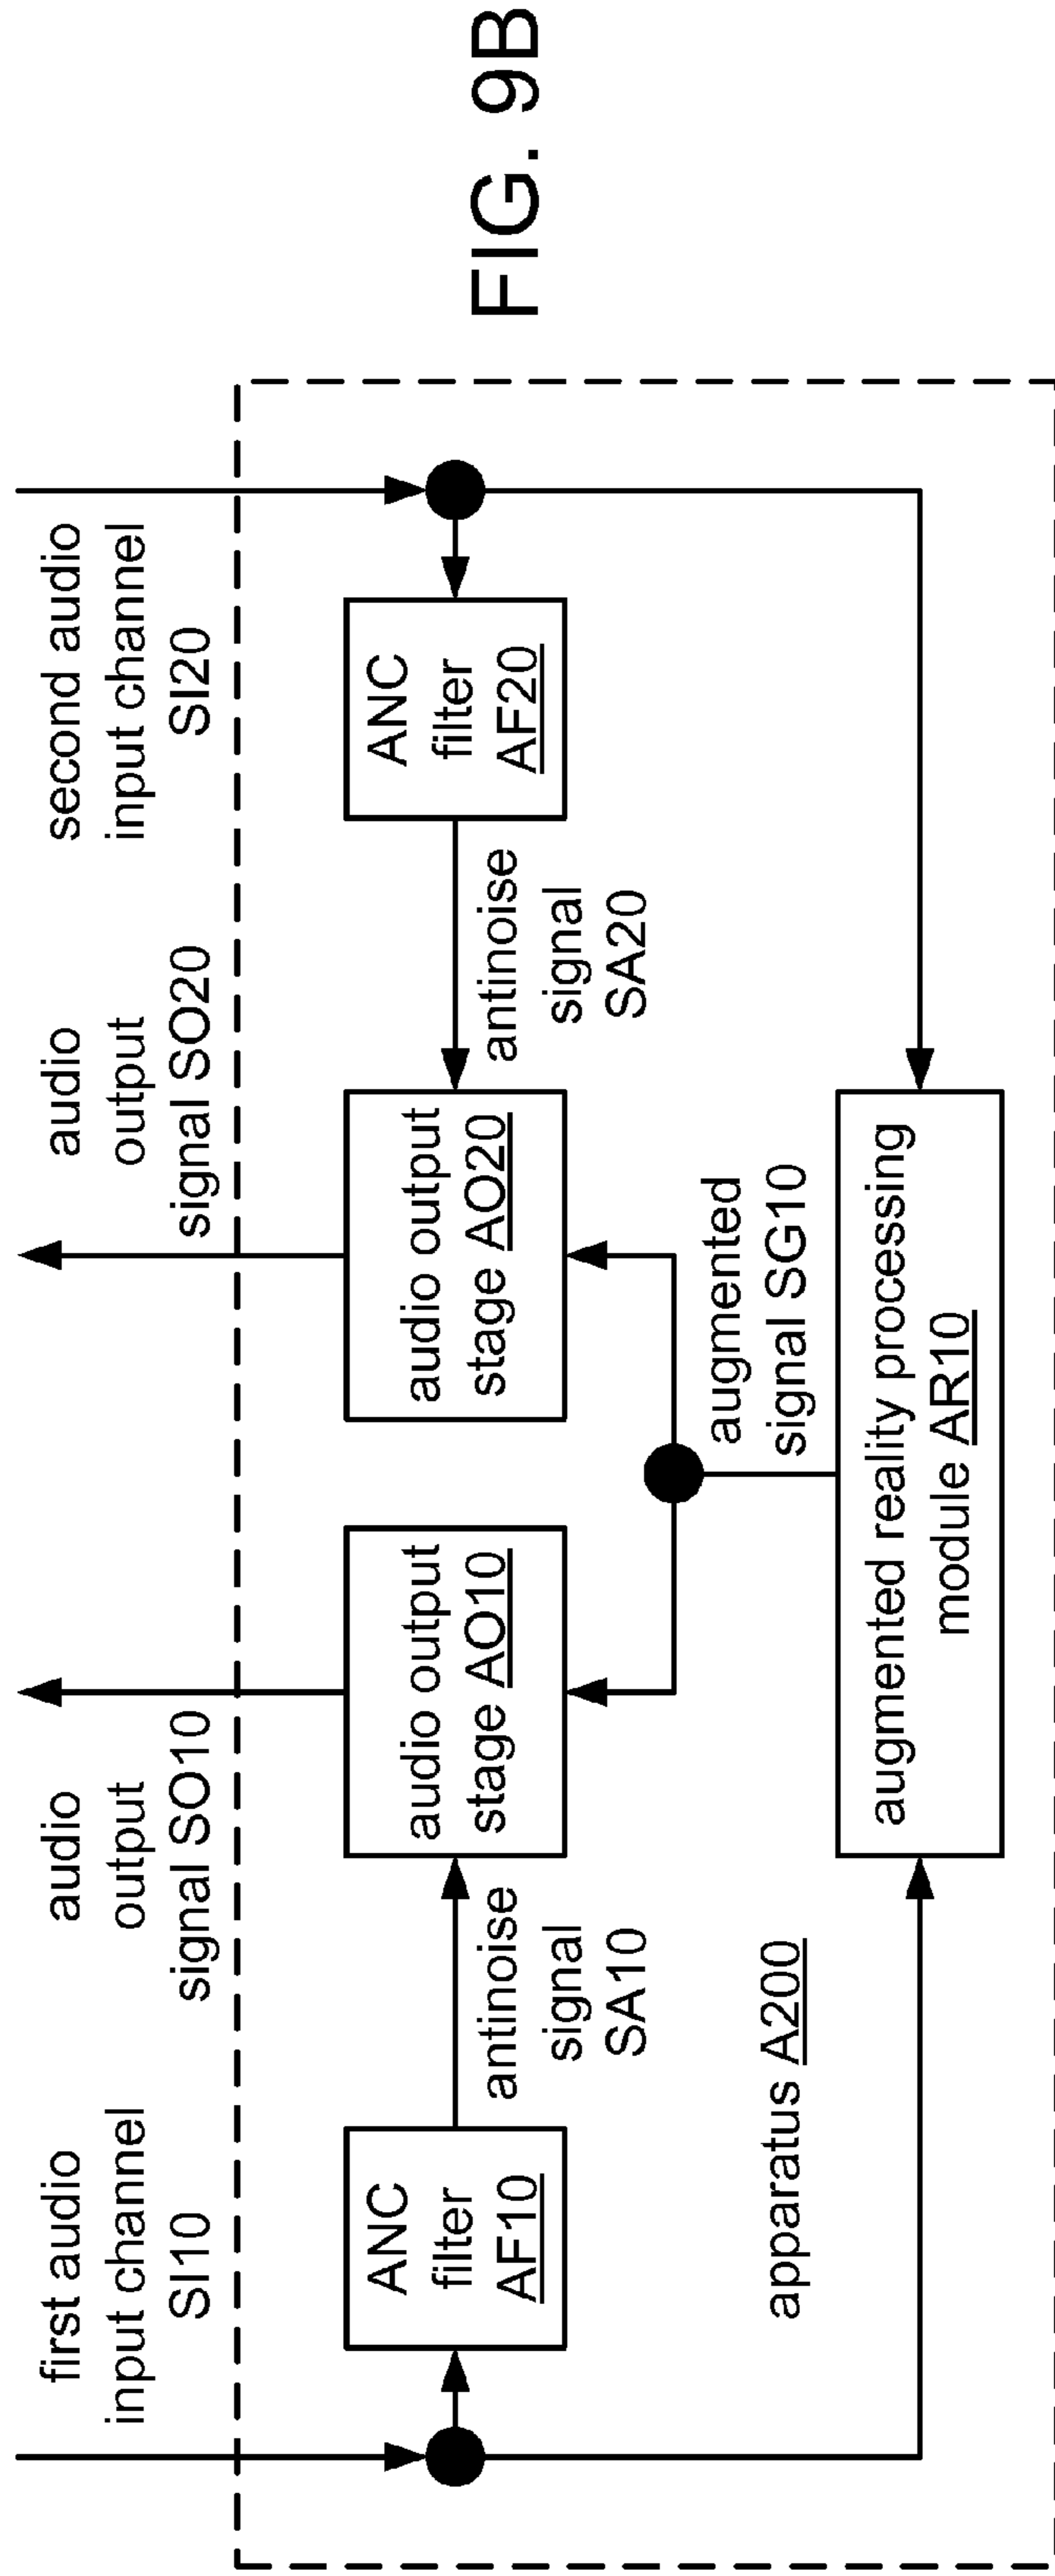 first audio
input channel
SI10
audio
output
signal SO10
audio
output
signal SO20
second audio
input channel
SI20
ANC
filter
AF10
antinoise
signal
SA10
audio output
stage AO10
audio output
stage AO20
antinoise
signal
SA20
ANC
filter
AF20
augmented
signal SG10
apparatus A200
augmented reality processing
module AR10
FIG. 9B